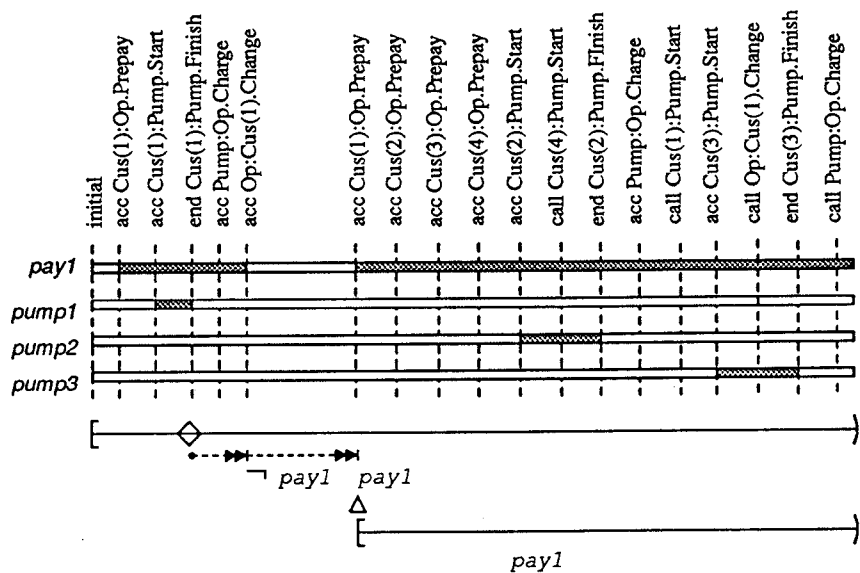 initial
acc Cus(1):Op.Prepay
acc Cus(1):Pump.Start
end Cus(1):Pump.Finish
acc Pump:Op.Charge
acc Op:Cus(1).Change
acc Cus(1):Op.Prepay
acc Cus(2):Op.Prepay
acc Cus(3):Op.Prepay
acc Cus(4):Op.Prepay
acc Cus(2):Pump.Start
call Cus(4):Pump.Start
end Cus(2):Pump.FInish
acc Pump:Op.Charge
call Cus(1):Pump.Start
acc Cus(3):Pump.Start
call Op:Cus(1).Change
end Cus(3):Pump.Finish
call Pump:Op.Charge
pay1
pump1
pump2
pump3
¬ pay1 pay1
pay1